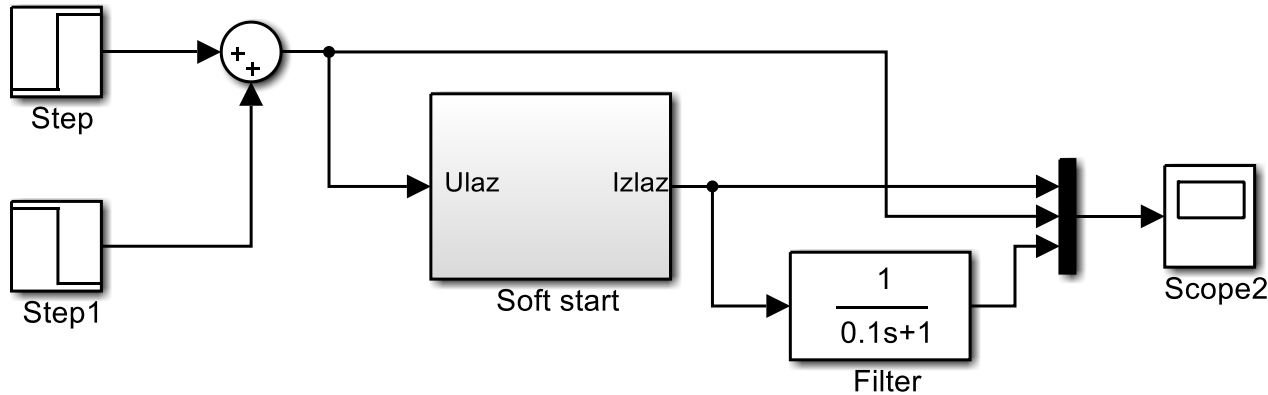 Step
+
+
Ulaz
Izlaz
Soft start
Step1
1
0.1s+1
Filter
Scope2